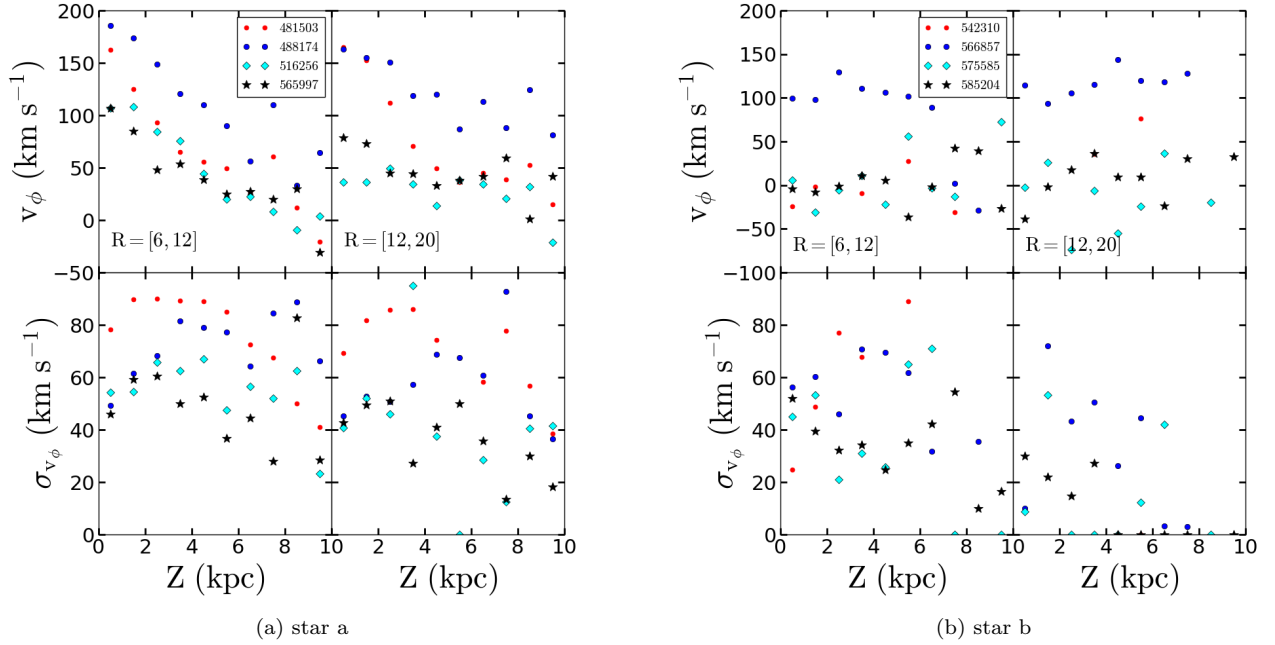 200
150
100
50
0
−50
v_ϕ (km s⁻¹)
481503
488174
516256
565997
R = [6, 12]
R = [12, 20]
80
60
40
20
0
σ_{v_ϕ} (km s⁻¹)
0 2 4 6 8 10 2 4 6 8 10
Z (kpc) Z (kpc)
(a) star a
200
150
100
50
0
−50
−100
v_ϕ (km s⁻¹)
542310
566857
575585
585204
R = [6, 12]
R = [12, 20]
80
60
40
20
0
σ_{v_ϕ} (km s⁻¹)
0 2 4 6 8 10 2 4 6 8 10
Z (kpc) Z (kpc)
(b) star b